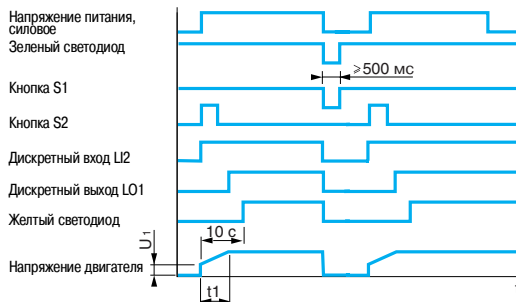 Напряжение питания,
силовое
Зеленый светодиод
≥500 мс
Кнопка S1
Кнопка S2
Дискретный вход LI2
Дискретный выход LO1
Желтый светодиод
10 с
U1
Напряжение двигателя
t1